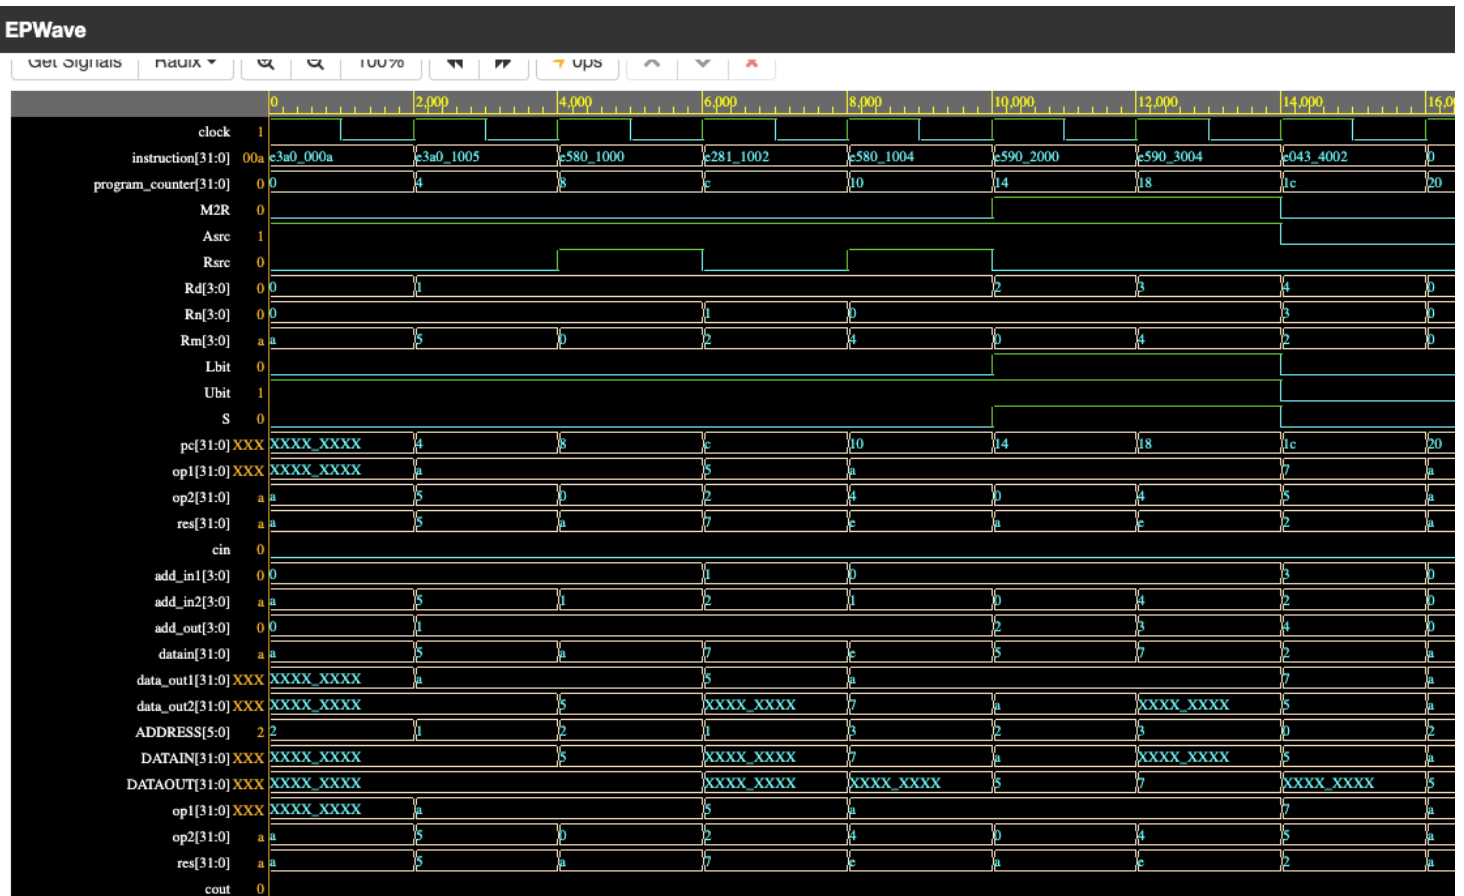 EPWave
Get Signals Radix 100% ups
0 2,000 4,000 6,000 8,000 10,000 12,000 14,000 16,0
clock 1
instruction[31:0] 00a e3a0_000a e3a0_1005 e580_1000 e281_1002 e580_1004 e590_2000 e590_3004 e043_4002 0
program_counter[31:0] 0 0 4 8 c 10 14 18 1c 20
M2R 0
Asrc 1
Rsrc 0
Rd[3:0] 0 0 1 2 3 4 0
Rn[3:0] 0 0 1 0 3 0
Rm[3:0] a a 5 0 2 4 0 4 2 0
Lbit 0
Ubit 1
S 0
pc[31:0] XXX XXXX_XXXX 4 8 c 10 14 18 1c 20
op1[31:0] XXX XXXX_XXXX a 5 a 7 a
op2[31:0] a a 5 0 2 4 0 4 5 a
res[31:0] a a 5 a 7 e a e 2 a
cin 0
add_in1[3:0] 0 0 1 0 3 0
add_in2[3:0] a a 5 1 2 1 0 4 2 0
add_out[3:0] 0 0 1 2 3 4 0
datain[31:0] a a 5 a 7 e 5 7 2 a
data_out1[31:0] XXX XXXX_XXXX a 5 a 7 a
data_out2[31:0] XXX XXXX_XXXX 5 XXXX_XXXX 7 a XXXX_XXXX 5 a
ADDRESS[5:0] 2 2 1 2 1 3 2 3 0 2
DATAIN[31:0] XXX XXXX_XXXX 5 XXXX_XXXX 7 a XXXX_XXXX 5 a
DATAOUT[31:0] XXX XXXX_XXXX XXXX_XXXX XXXX_XXXX 5 7 XXXX_XXXX 5
op1[31:0] XXX XXXX_XXXX a 5 a 7 a
op2[31:0] a a 5 0 2 4 0 4 5 a
res[31:0] a a 5 a 7 e a e 2 a
cout 0